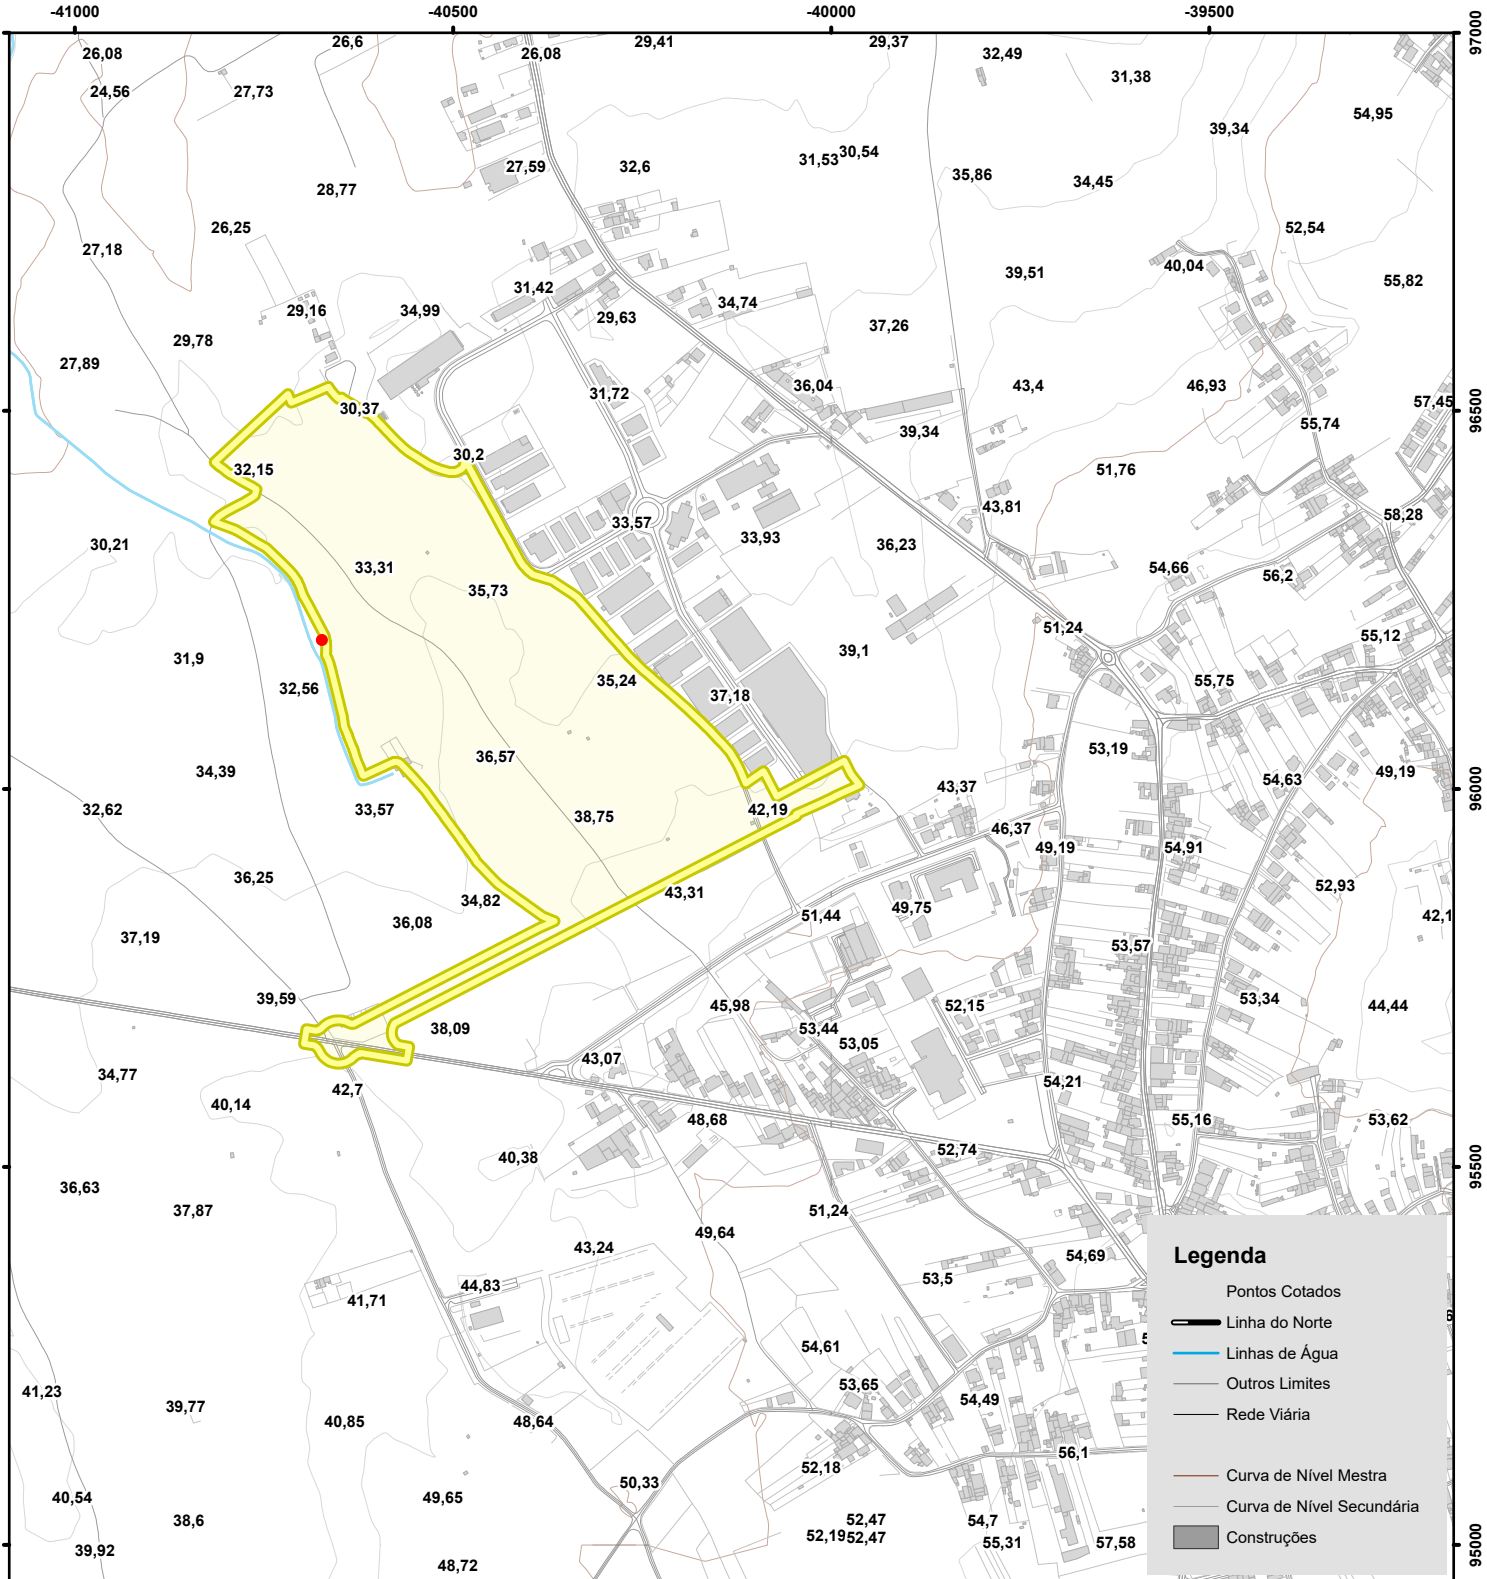 -41000 -40500 -40000 -39500
97000
96500
96000
95500
95000
26,08 26,6 26,08 29,41 29,37 32,49
24,56 27,73 31,38 54,95
39,34
27,59 32,6 31,53 30,54
28,77 35,86 34,45
26,25 52,54
27,18 40,04
39,51 55,82
31,42
29,16 34,99 29,63 34,74
29,78 37,26
27,89
31,72 36,04 43,4 46,93
30,37 57,45
55,74
30,2 39,34
32,15 51,76
43,81
33,57 58,28
30,21 33,93 36,23
33,31 54,66 56,2
35,73
51,24 55,12
31,9 39,1
32,56 35,24 37,18 55,75
36,57 53,19
34,39 54,63 49,19
32,62 33,57 38,75 42,19 43,37
46,37
49,19 54,91
36,25 43,31 52,93
34,82 49,75
36,08 51,44 42,1
37,19 53,57
39,59 45,98 52,15 53,34 44,44
38,09 53,44
53,05
43,07
34,77 42,7 54,21
40,14 48,68 55,16 53,62
40,38 52,74
36,63
37,87 51,24
49,64
43,24 54,69
44,83 53,5
41,71
54,61
41,23 53,65
39,77 40,85 48,64 54,49
56,1
52,18
50,33
40,54 49,65
38,6 52,47 54,7
52,19 52,47 55,31 57,58
39,92 48,72
Legenda
Pontos Cotados
Linha do Norte
Linhas de Água
Outros Limites
Rede Viária
Curva de Nível Mestra
Curva de Nível Secundária
Construções